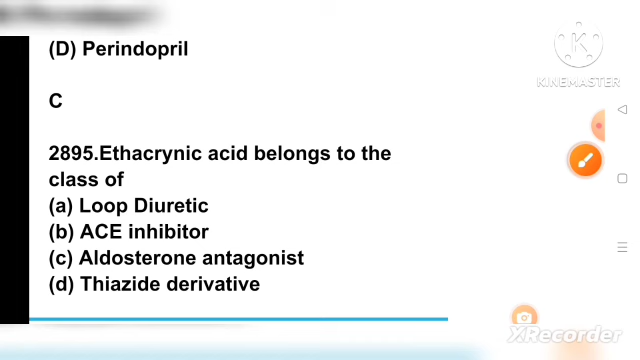 (D) Perindopril
C
2895.Ethacrynic acid belongs to the
class of
(a) Loop Diuretic
(b) ACE inhibitor
(c) Aldosterone antagonist
(d) Thiazide derivative
K
KINEMASTER
XRecorder